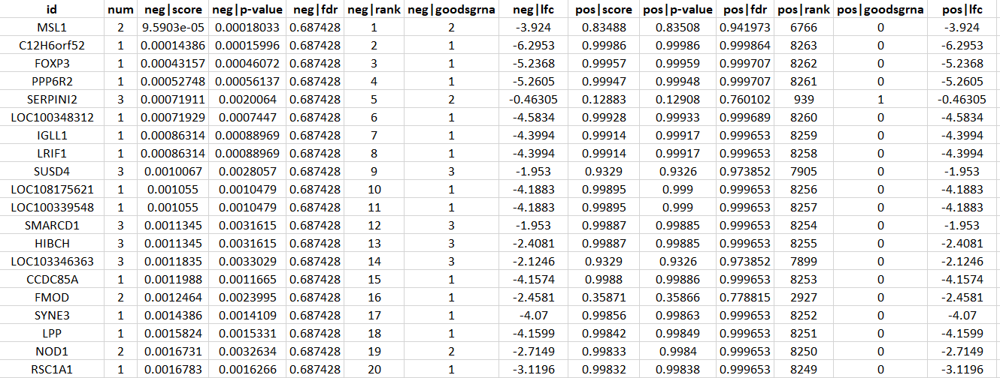 id num neg|score neg|p-value neg|fdr neg|rank neg|goodsgrna neg|lfc pos|score pos|p-value pos|fdr pos|rank pos|goodsgrna pos|lfc
MSL1 2 9.5903e-05 0.00018033 0.687428 1 2 -3.924 0.83488 0.83508 0.941973 6766 0 -3.924
C12H6orf52 1 0.00014386 0.00015996 0.687428 2 1 -6.2953 0.99986 0.99986 0.999864 8263 0 -6.2953
FOXP3 1 0.00043157 0.00046072 0.687428 3 1 -5.2368 0.99957 0.99959 0.999707 8262 0 -5.2368
PPP6R2 1 0.00052748 0.00056137 0.687428 4 1 -5.2605 0.99947 0.99948 0.999707 8261 0 -5.2605
SERPINI2 3 0.00071911 0.0020064 0.687428 5 2 -0.46305 0.12883 0.12908 0.760102 939 1 -0.46305
LOC100348312 1 0.00071929 0.0007447 0.687428 6 1 -4.5834 0.99928 0.99933 0.999689 8260 0 -4.5834
IGLL1 1 0.00086314 0.00088969 0.687428 7 1 -4.3994 0.99914 0.99917 0.999653 8259 0 -4.3994
LRIF1 1 0.00086314 0.00088969 0.687428 8 1 -4.3994 0.99914 0.99917 0.999653 8258 0 -4.3994
SUSD4 3 0.0010067 0.0028057 0.687428 9 3 -1.953 0.9329 0.9326 0.973852 7905 0 -1.953
LOC108175621 1 0.001055 0.0010479 0.687428 10 1 -4.1883 0.99895 0.999 0.999653 8256 0 -4.1883
LOC100339548 1 0.001055 0.0010479 0.687428 11 1 -4.1883 0.99895 0.999 0.999653 8257 0 -4.1883
SMARCD1 3 0.0011345 0.0031615 0.687428 12 3 -1.953 0.99887 0.99885 0.999653 8254 0 -1.953
HIBCH 3 0.0011345 0.0031615 0.687428 13 3 -2.4081 0.99887 0.99885 0.999653 8255 0 -2.4081
LOC103346363 3 0.0011835 0.0033029 0.687428 14 3 -2.1246 0.9329 0.9326 0.973852 7899 0 -2.1246
CCDC85A 1 0.0011988 0.0011665 0.687428 15 1 -4.1574 0.9988 0.99886 0.999653 8253 0 -4.1574
FMOD 2 0.0012464 0.0023995 0.687428 16 1 -2.4581 0.35871 0.35866 0.778815 2927 0 -2.4581
SYNE3 1 0.0014386 0.0014109 0.687428 17 1 -4.07 0.99856 0.99863 0.999653 8252 0 -4.07
LPP 1 0.0015824 0.0015331 0.687428 18 1 -4.1599 0.99842 0.99849 0.999653 8251 0 -4.1599
NOD1 2 0.0016731 0.0032634 0.687428 19 2 -2.7149 0.99833 0.9984 0.999653 8250 0 -2.7149
RSC1A1 1 0.0016783 0.0016266 0.687428 20 1 -3.1196 0.99832 0.99838 0.999653 8249 0 -3.1196